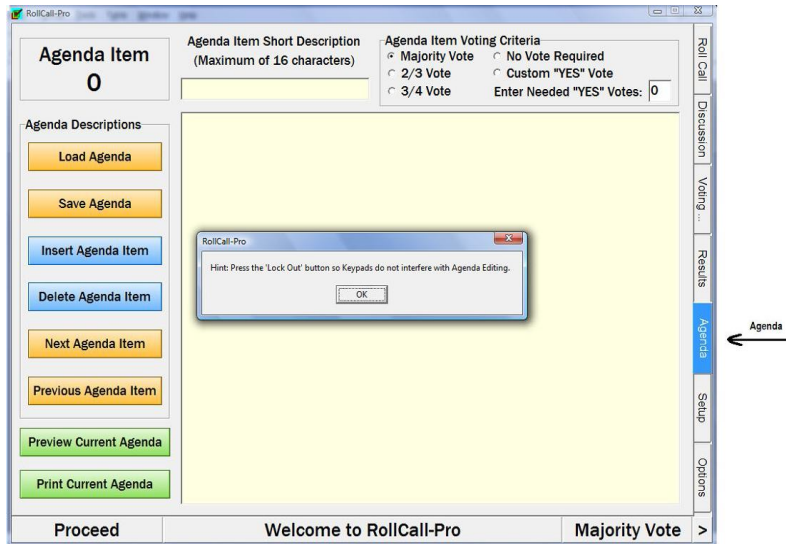 RollCall-Pro
Agenda Item
0
Agenda Item Short Description
(Maximum of 16 characters)
Agenda Item Voting Criteria
Majority Vote
No Vote Required
2/3 Vote
Custom "YES" Vote
3/4 Vote
Enter Needed "YES" Votes: 0
Agenda Descriptions
Load Agenda
Save Agenda
Insert Agenda Item
Delete Agenda Item
Next Agenda Item
Previous Agenda Item
Preview Current Agenda
Print Current Agenda
RollCall-Pro
Hint: Press the 'Lock Out' button so Keypads do not interfere with Agenda Editing.
OK
Roll Call
Discussion
Voting ...
Results
Agenda
Setup
Options
Agenda
Proceed
Welcome to RollCall-Pro
Majority Vote
>